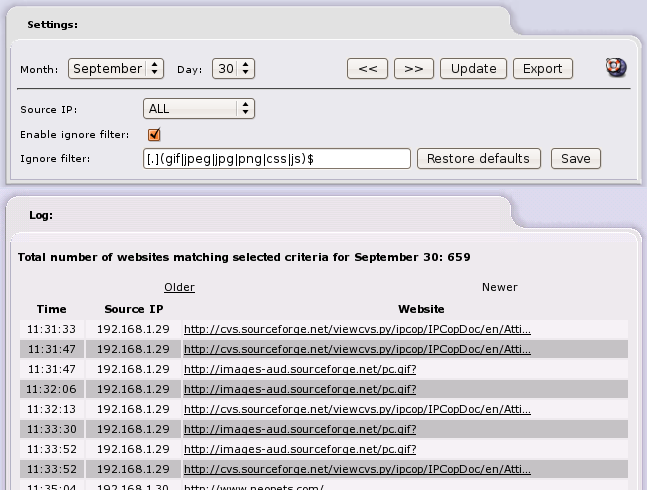 Settings:
Month: September Day: 30 << >> Update Export
Source IP: ALL
Enable ignore filter:
Ignore filter: [.](gif|jpeg|jpg|png|css|js)$ Restore defaults Save
Log:
Total number of websites matching selected criteria for September 30: 659
Older Newer
Time Source IP Website
11:31:33 192.168.1.29 http://cvs.sourceforge.net/viewcvs.py/ipcop/IPCopDoc/en/Atti...
11:31:47 192.168.1.29 http://cvs.sourceforge.net/viewcvs.py/ipcop/IPCopDoc/en/Atti...
11:31:47 192.168.1.29 http://images-aud.sourceforge.net/pc.gif?
11:32:06 192.168.1.29 http://images-aud.sourceforge.net/pc.gif?
11:32:13 192.168.1.29 http://cvs.sourceforge.net/viewcvs.py/ipcop/IPCopDoc/en/Atti...
11:33:30 192.168.1.29 http://images-aud.sourceforge.net/pc.gif?
11:33:52 192.168.1.29 http://images-aud.sourceforge.net/pc.gif?
11:33:52 192.168.1.29 http://cvs.sourceforge.net/viewcvs.py/ipcop/IPCopDoc/en/Atti...
11:35:04 192.168.1.30 http://www.neopets.com/